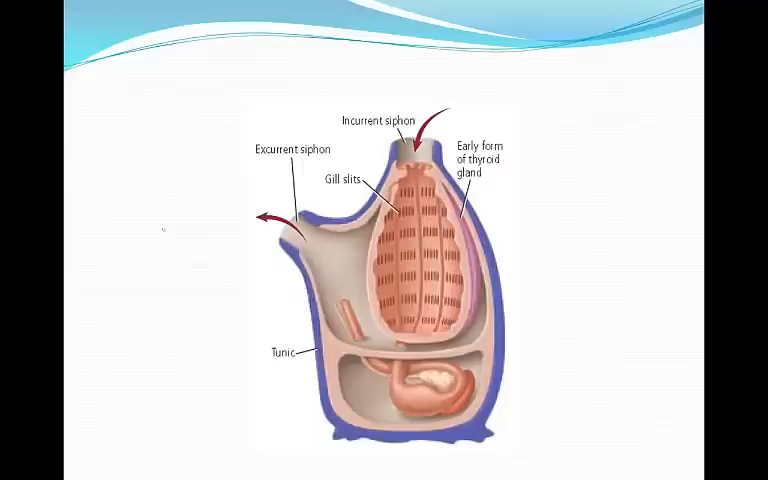 Incurrent siphon
Excurrent siphon
Early form
of thyroid
gland
Gill slits
Tunic